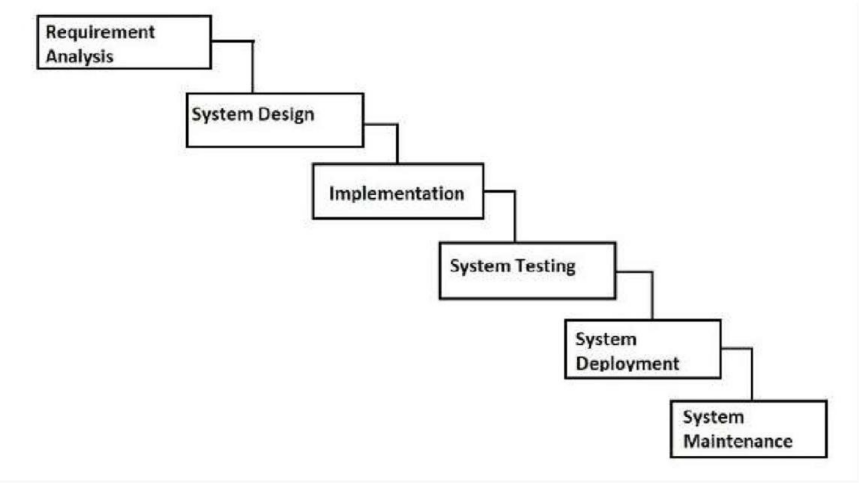 Requirement
Analysis
System Design
Implementation
System Testing
System
Deployment
System
Maintenance